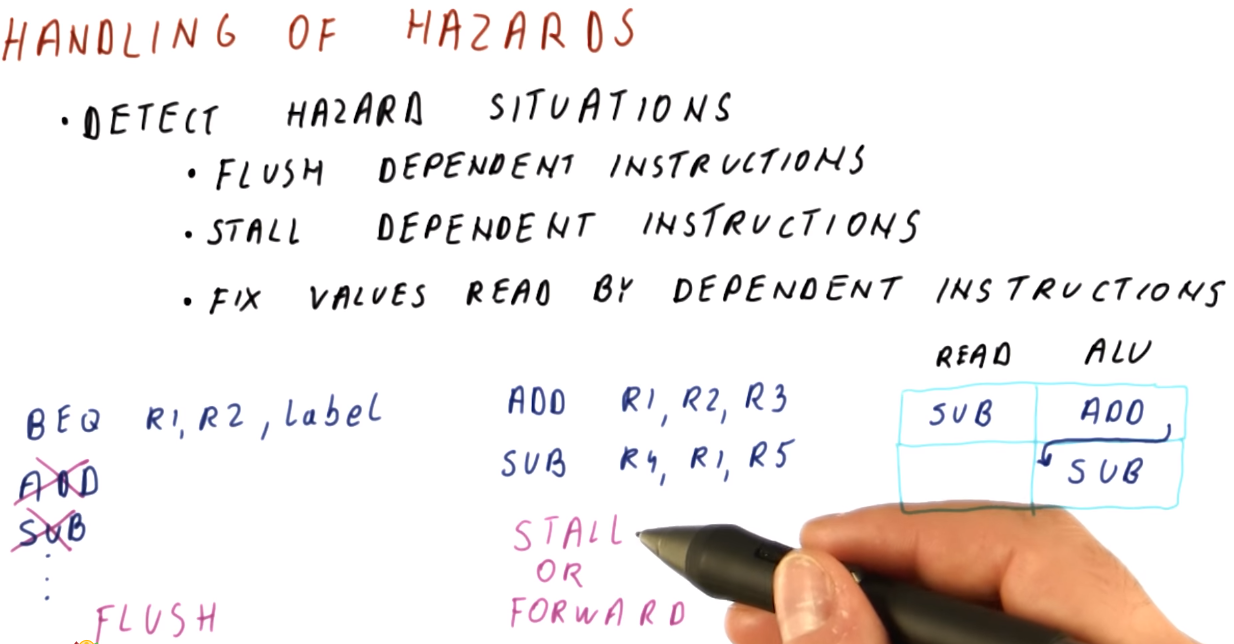 HANDLING OF HAZARDS
• DETECT HAZARD SITUATIONS
• FLUSH DEPENDENT INSTRUCTIONS
• STALL DEPENDENT INSTRUCTIONS
• FIX VALUES READ BY DEPENDENT INSTRUCTIONS
BEQ R1, R2, Label
ADD
SUB
FLUSH
ADD R1, R2, R3
SUB R4, R1, R5
STALL
OR
FORWARD
READ ALU
SUB ADD
SUB